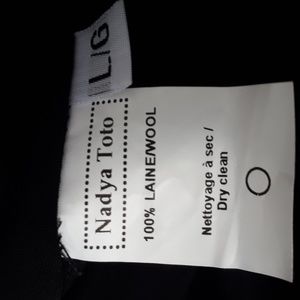 L/G
Nadya Toto
100% LAINE/WOOL
Nettoyage à sec /
Dry clean